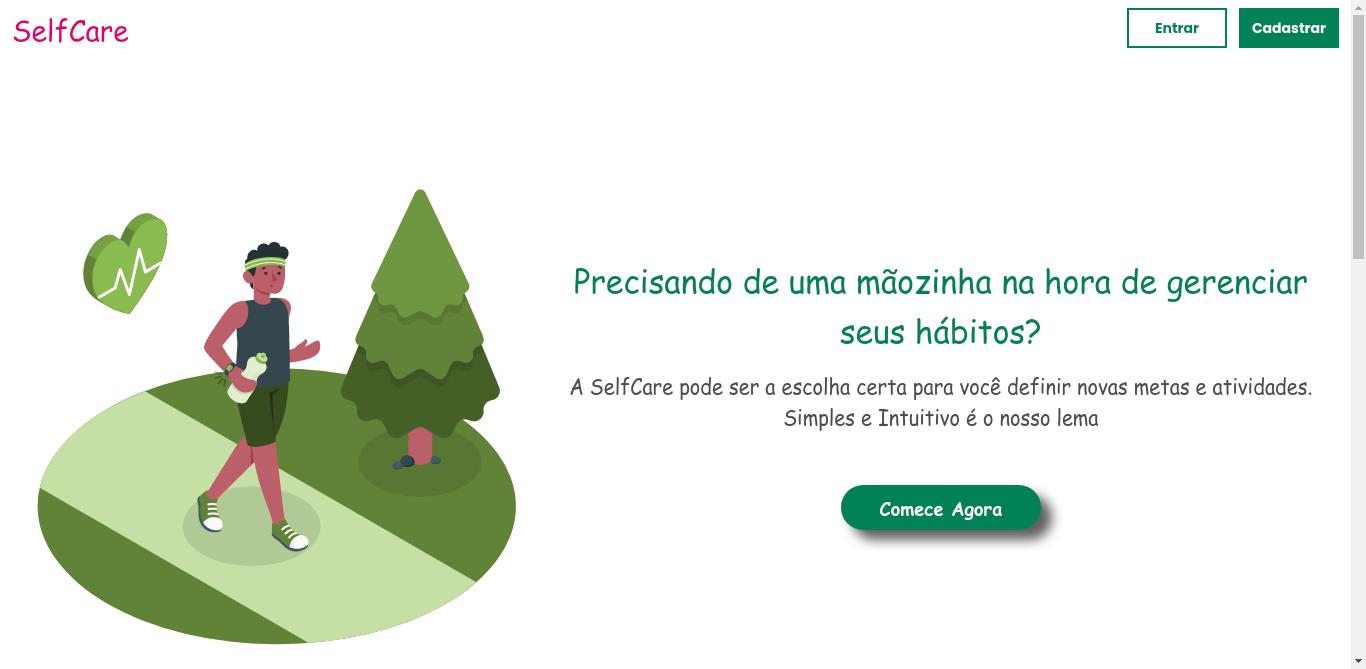 SelfCare
Entrar
Cadastrar
Precisando de uma mãozinha na hora de gerenciar
seus hábitos?
A SelfCare pode ser a escolha certa para você definir novas metas e atividades.
Simples e Intuitivo é o nosso lema
Comece Agora